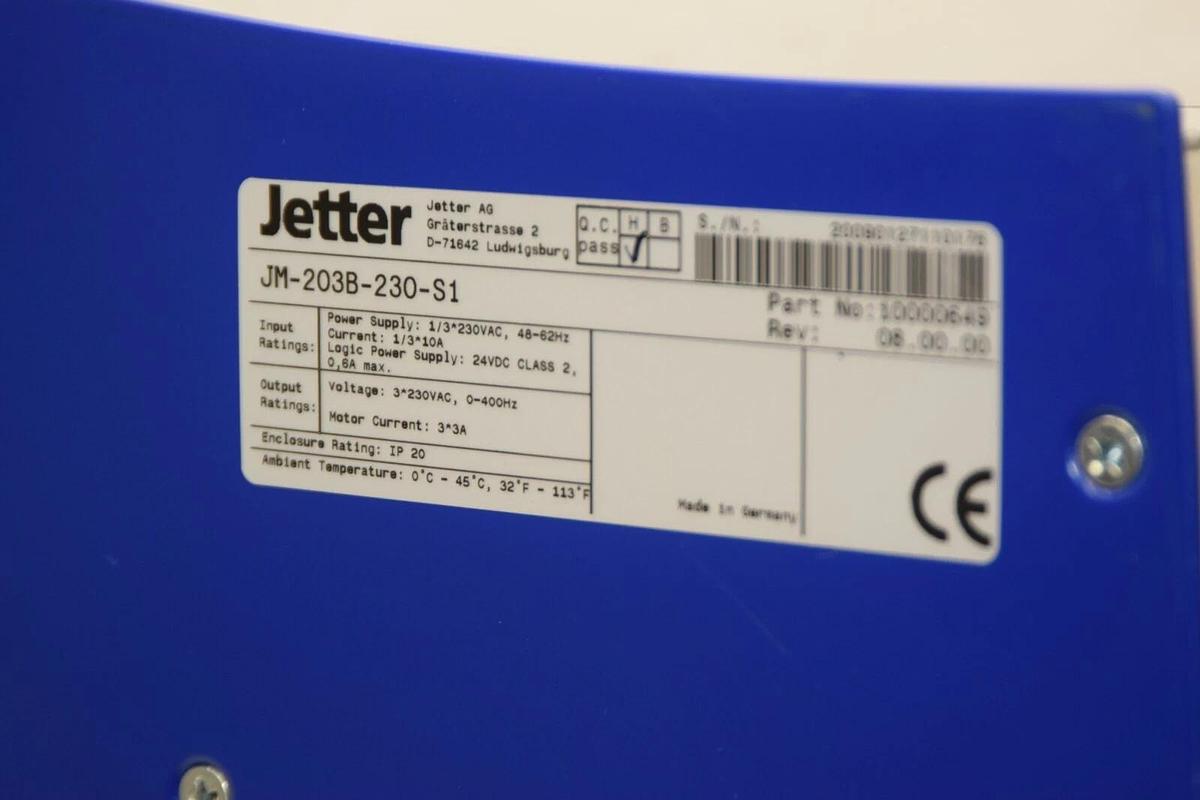 Jetter
Jetter AG
Gräterstrasse 2
D-71642 Ludwigsburg
Q.C. H B
pass ✓
S./N.:
JM-203B-230-S1
Part No:10000649
Rev: 06.00.00
Input
Ratings:
Power Supply: 1/3*230VAC, 48-62Hz
Current: 1/3*10A
Logic Power Supply: 24VDC CLASS 2,
0,6A max.
Output
Ratings:
Voltage: 3*230VAC, 0-400Hz
Motor Current: 3*3A
Enclosure Rating: IP 20
Ambient Temperature: 0°C - 45°C, 32°F - 113°F
Made in Germany
CE